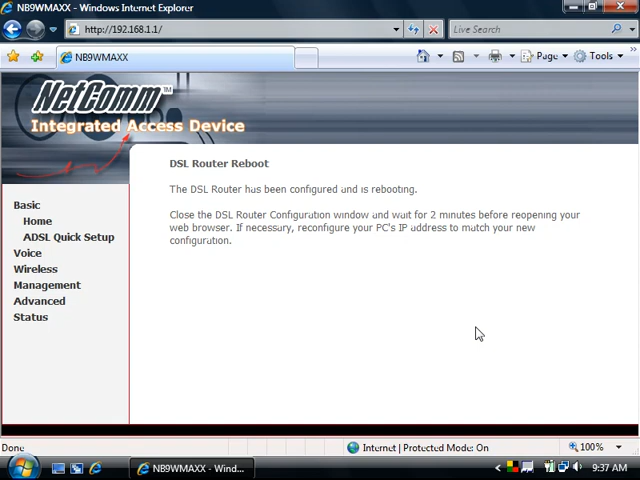 NB9WMAXX - Windows Internet Explorer
http://192.168.1.1/
Live Search
NB9WMAXX
Page
Tools
NetComm™
Integrated Access Device
DSL Router Reboot
The DSL Router has been configured and is rebooting.
Close the DSL Router Configuration window and wait for 2 minutes before reopening your
web browser. If necessary, reconfigure your PC's IP address to match your new
configuration.
Basic
Home
ADSL Quick Setup
Voice
Wireless
Management
Advanced
Status
Done
Internet | Protected Mode: On
100%
NB9WMAXX - Wind...
9:37 AM